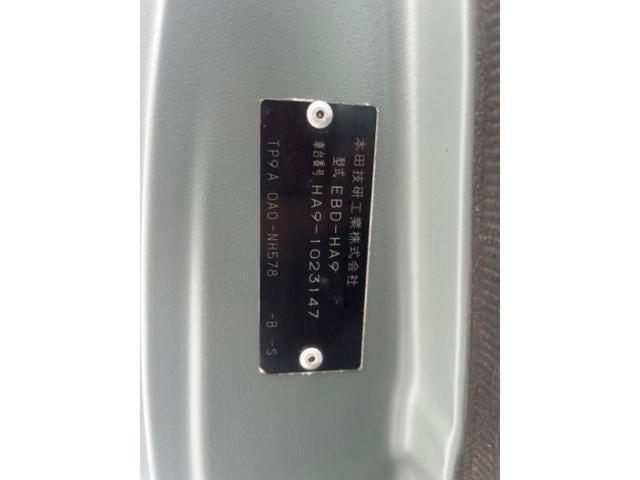 本田技研工業株式会社
型式 EBD-HA9
車台番号 HA9-1023147
TP9A 0A0-NH578 -B -S